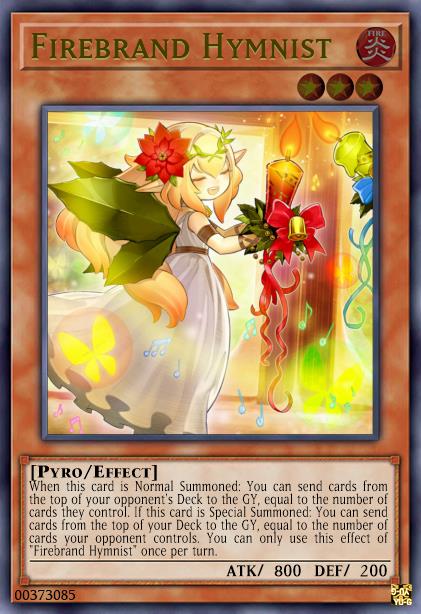 FIREBRAND HYMNIST
FIRE
炎
[PYRO/EFFECT]
When this card is Normal Summoned: You can send cards from
the top of your opponent's Deck to the GY, equal to the number of
cards they control. If this card is Special Summoned: You can send
cards from the top of your Deck to the GY, equal to the number of
cards your opponent controls. You can only use this effect of
"Firebrand Hymnist" once per turn.
ATK/ 800 DEF/ 200
00373085